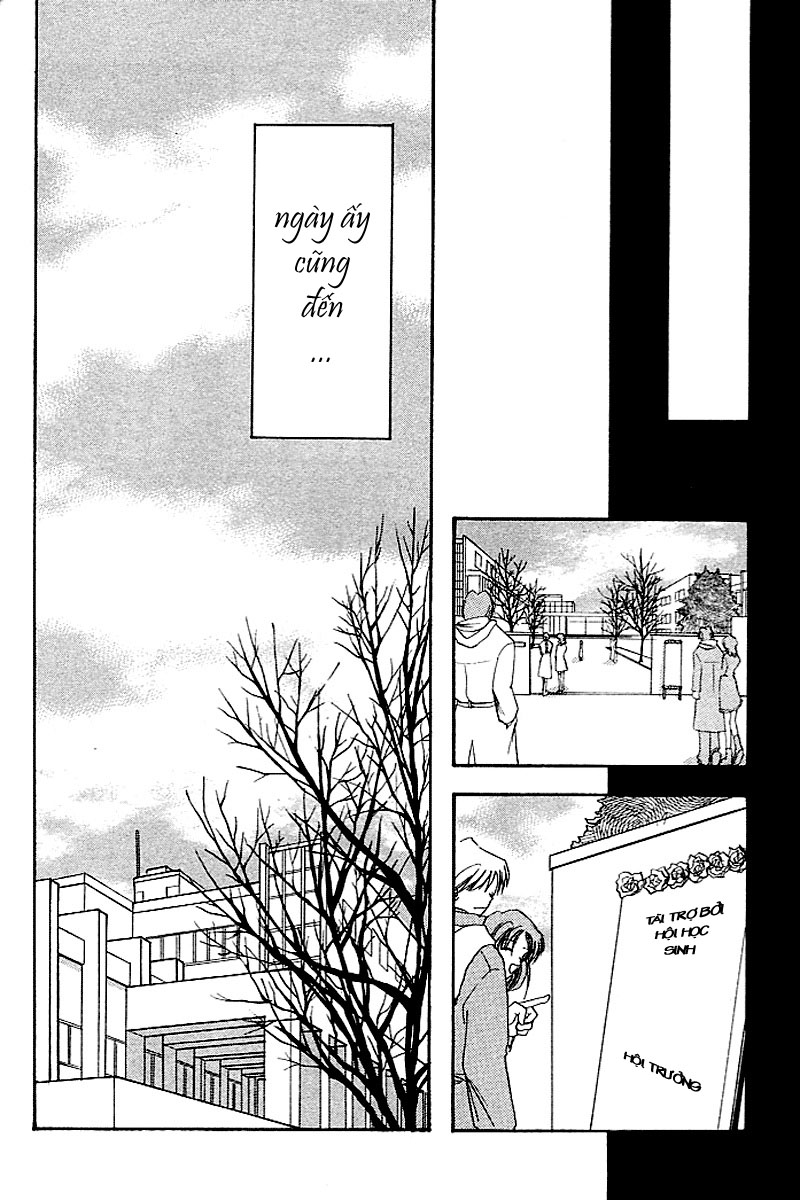 ngày ấy
cũng
đến
...
TÀI TRỢ BỞI
HỘI HỌC
SINH
HỘI TRƯỜNG